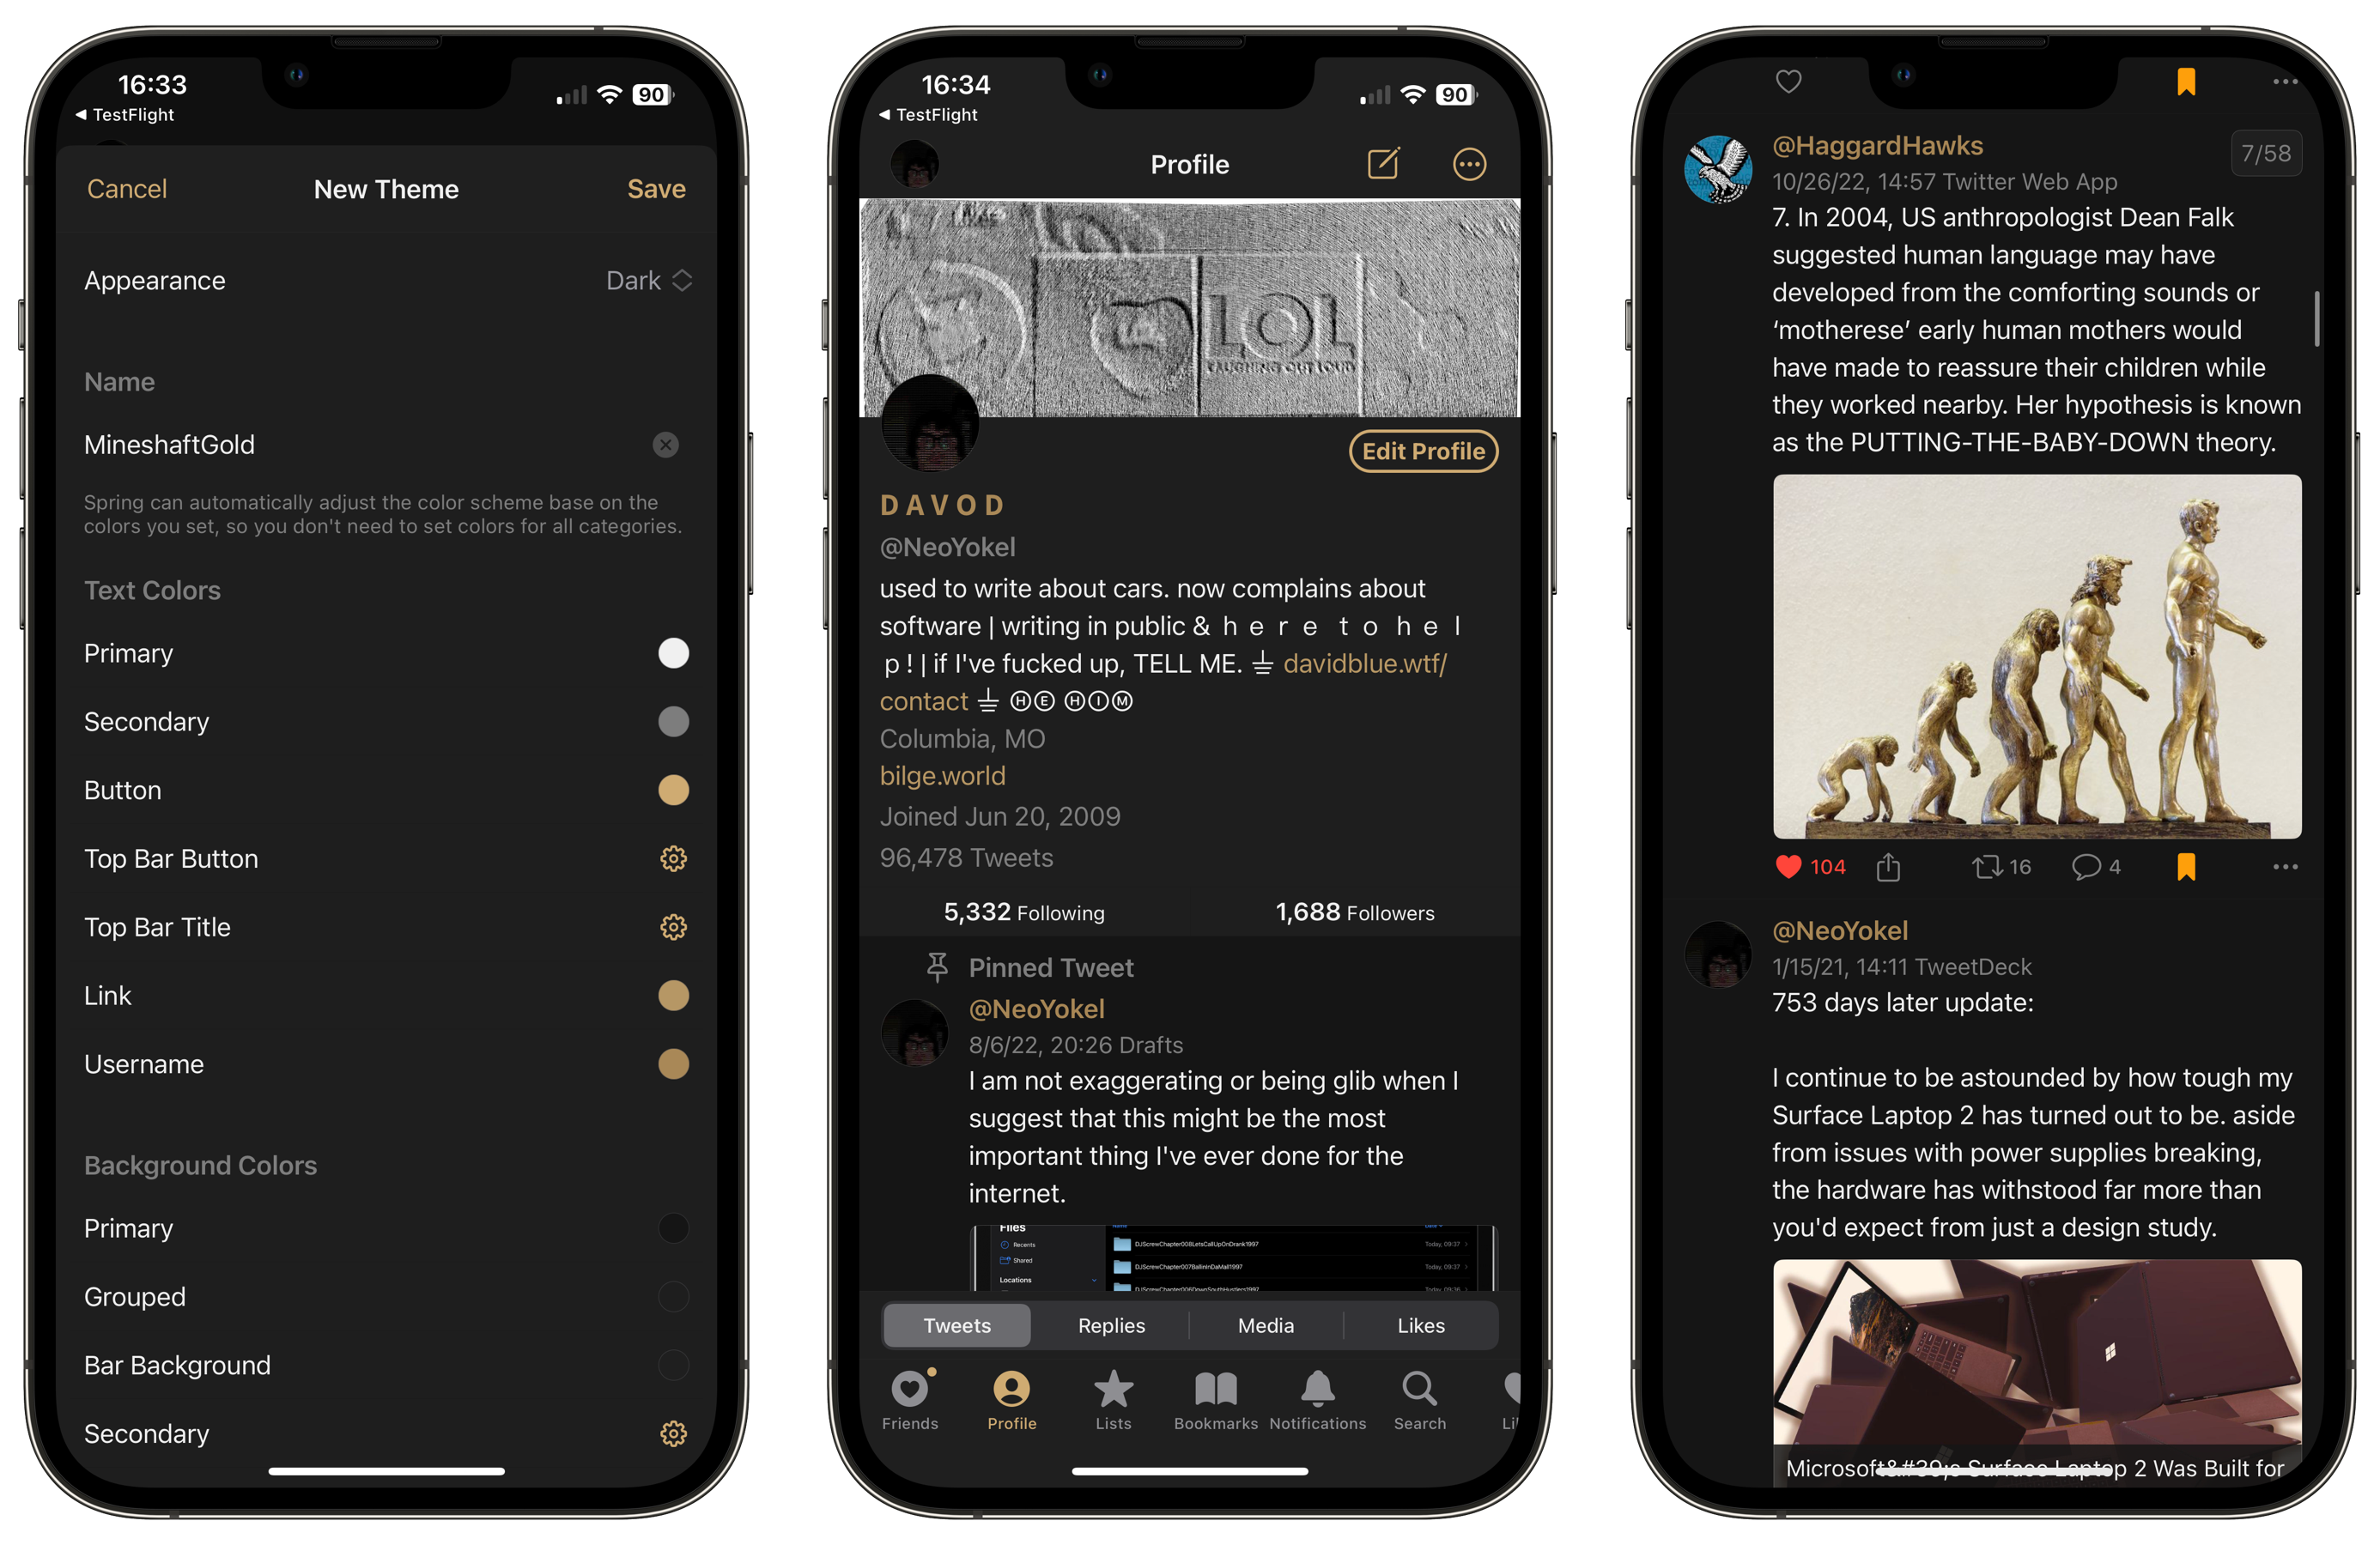 16:33
90
◀ TestFlight
Cancel
New Theme
Save
Appearance
Dark
Name
MineshaftGold
Spring can automatically adjust the color scheme base on the
colors you set, so you don't need to set colors for all categories.
Text Colors
Primary
Secondary
Button
Top Bar Button
Top Bar Title
Link
Username
Background Colors
Primary
Grouped
Bar Background
Secondary
16:34
90
◀ TestFlight
Profile
LOL
LAUGHING OUT LOUD
Edit Profile
D A V O D
@NeoYokel
used to write about cars. now complains about
software | writing in public & h e r e  t o  h e l
p ! | if I've fucked up, TELL ME. ⏚ davidblue.wtf/
contact ⏚ ⒽⒺ ⒽⒾⓂ
Columbia, MO
bilge.world
Joined Jun 20, 2009
96,478 Tweets
5,332 Following
1,688 Followers
Pinned Tweet
@NeoYokel
8/6/22, 20:26 Drafts
I am not exaggerating or being glib when I
suggest that this might be the most
important thing I've ever done for the
internet.
Files
Recents
Shared
Locations
DJScrewChapter008LetsCallUpOnDrank1997
Today, 09:37
DJScrewChapter007BallinInDaMall1997
Today, 09:37
DJScrewChapter006DownSouthHustlers1997
Today, 09:36
Tweets
Replies
Media
Likes
Friends
Profile
Lists
Bookmarks
Notifications
Search
Li
@HaggardHawks
7/58
10/26/22, 14:57 Twitter Web App
7. In 2004, US anthropologist Dean Falk
suggested human language may have
developed from the comforting sounds or
‘motherese’ early human mothers would
have made to reassure their children while
they worked nearby. Her hypothesis is known
as the PUTTING-THE-BABY-DOWN theory.
104
16
4
@NeoYokel
1/15/21, 14:11 TweetDeck
753 days later update:
I continue to be astounded by how tough my
Surface Laptop 2 has turned out to be. aside
from issues with power supplies breaking,
the hardware has withstood far more than
you'd expect from just a design study.
Microsoft&#39;s Surface Laptop 2 Was Built for